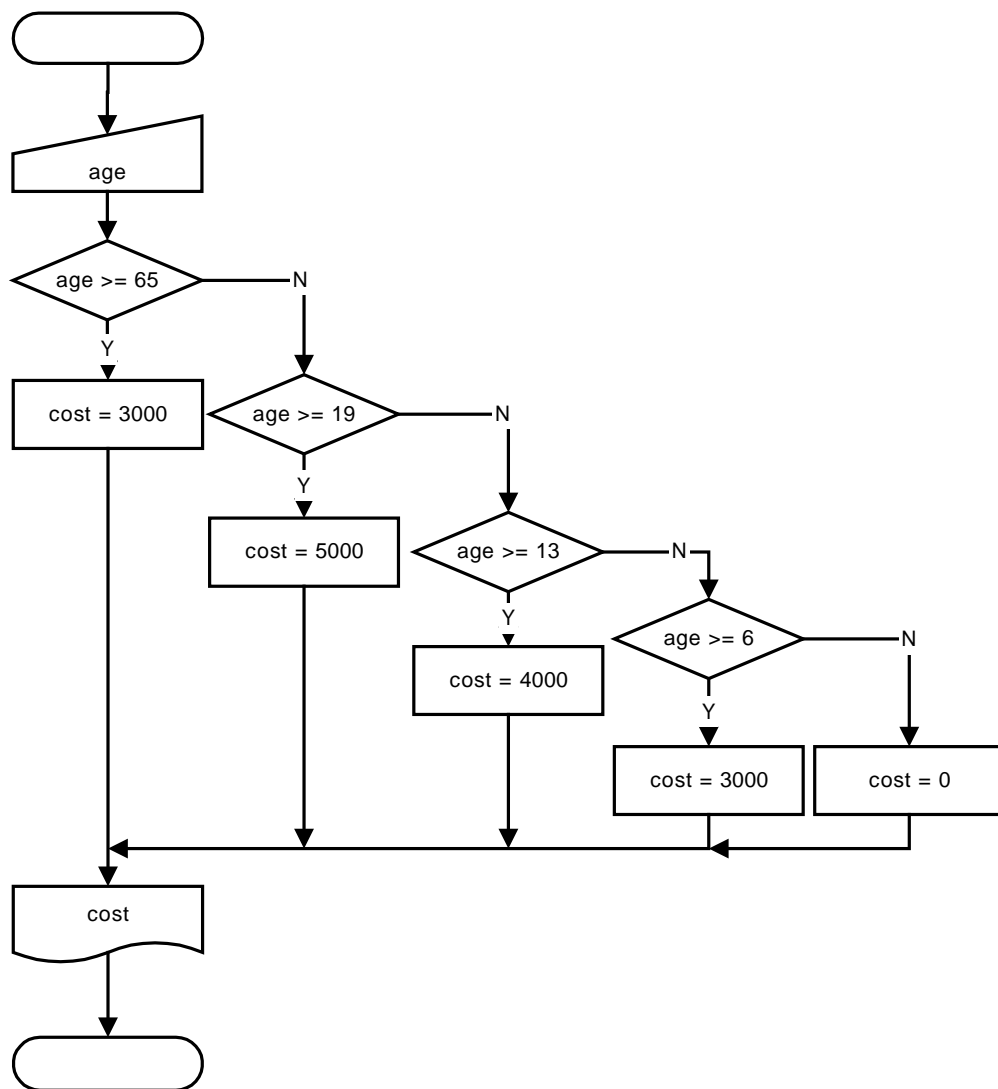 age
age >= 65
N
Y
cost = 3000
age >= 19
N
Y
cost = 5000
age >= 13
N
Y
cost = 4000
age >= 6
N
Y
cost = 3000
cost = 0
cost